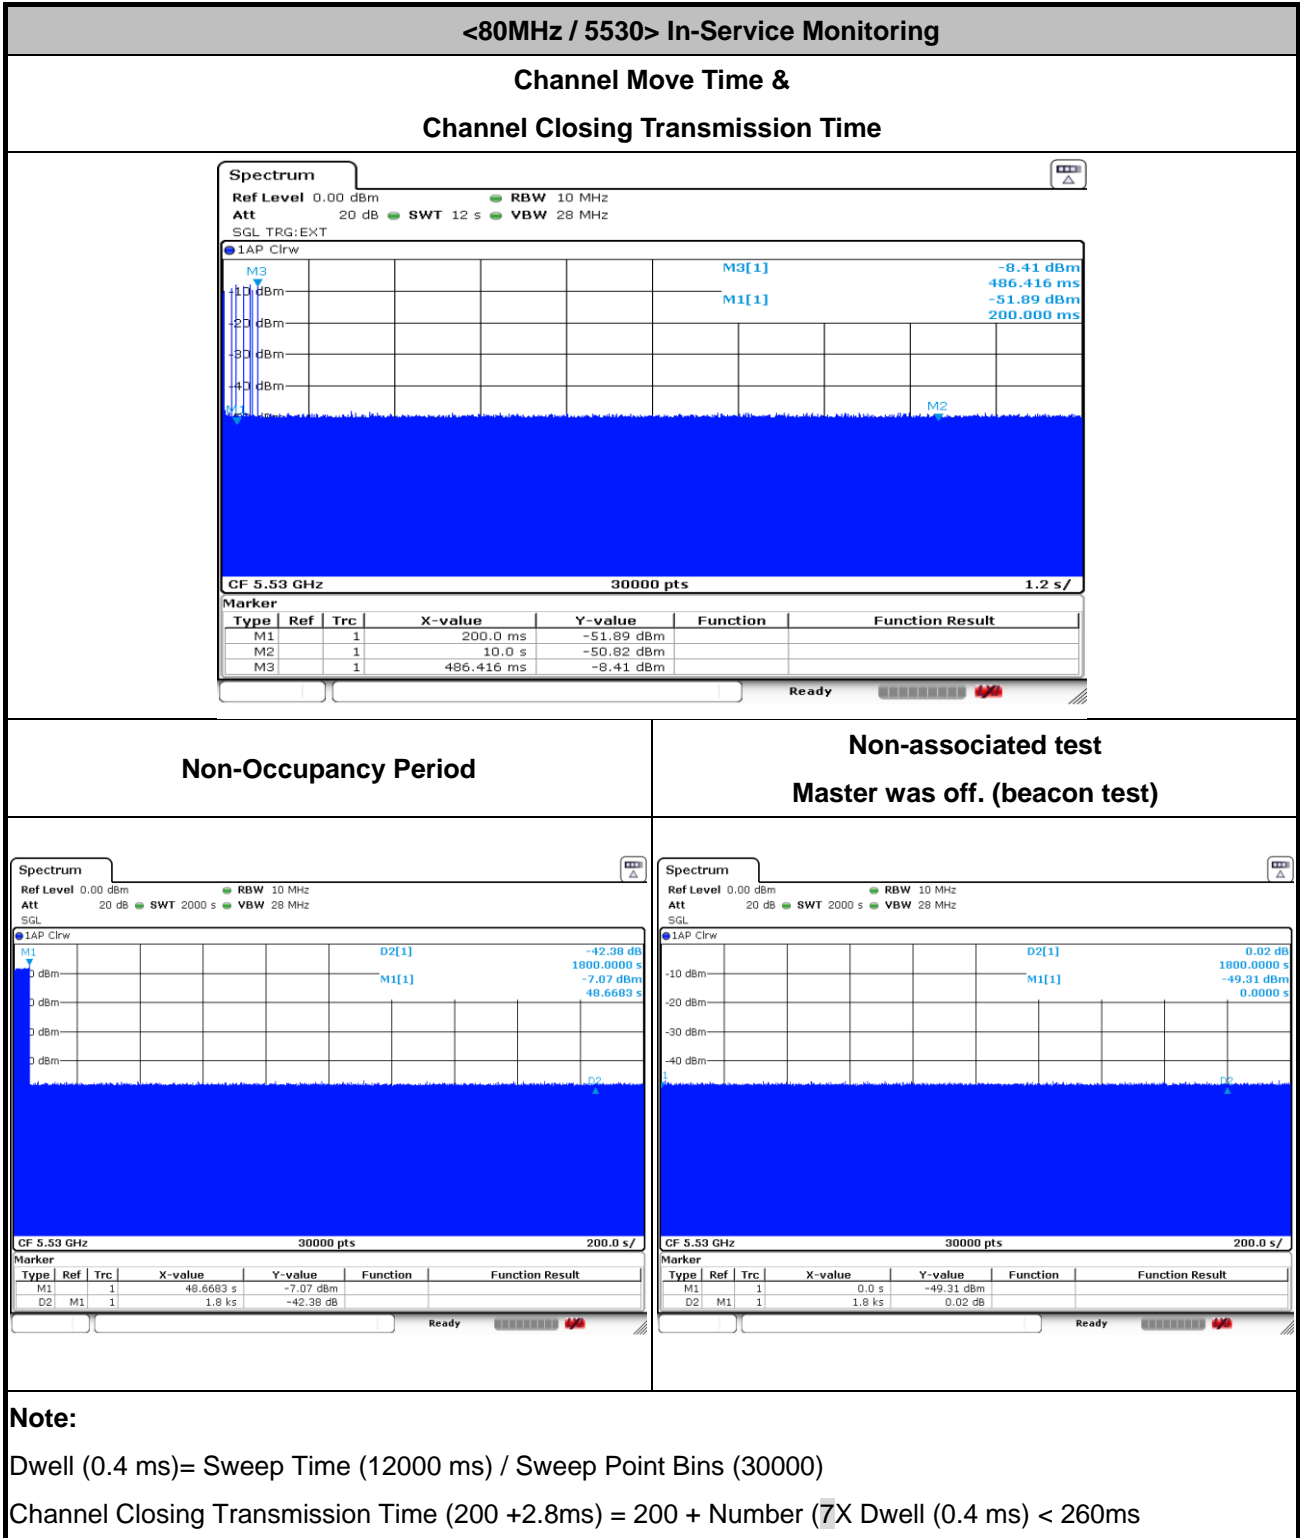 <80MHz / 5530> In-Service Monitoring
Channel Move Time &
Channel Closing Transmission Time
Spectrum
Ref Level 0.00 dBm RBW 10 MHz
Att 20 dB SWT 12 s VBW 28 MHz
SGL TRG:EXT
1AP Clrw
M3 M3[1] -8.41 dBm
486.416 ms
-10 dBm M1[1] -51.89 dBm
200.000 ms
-20 dBm
-30 dBm
-40 dBm
M1 M2
CF 5.53 GHz 30000 pts 1.2 s/
Marker
Type Ref Trc X-value Y-value Function Function Result
M1 1 200.0 ms -51.89 dBm
M2 1 10.0 s -50.82 dBm
M3 1 486.416 ms -8.41 dBm
Ready
Non-Occupancy Period
Spectrum
Ref Level 0.00 dBm RBW 10 MHz
Att 20 dB SWT 2000 s VBW 28 MHz
SGL
1AP Clrw
M1 D2[1] -42.38 dB
1800.0000 s
0 dBm M1[1] -7.07 dBm
48.6683 s
0 dBm
0 dBm
0 dBm
D2
CF 5.53 GHz 30000 pts 200.0 s/
Marker
Type Ref Trc X-value Y-value Function Function Result
M1 1 48.6683 s -7.07 dBm
D2 M1 1 1.8 ks -42.38 dB
Ready
Non-associated test
Master was off. (beacon test)
Spectrum
Ref Level 0.00 dBm RBW 10 MHz
Att 20 dB SWT 2000 s VBW 28 MHz
SGL
1AP Clrw
D2[1] 0.02 dB
1800.0000 s
-10 dBm M1[1] -49.31 dBm
0.0000 s
-20 dBm
-30 dBm
-40 dBm
1 D2
CF 5.53 GHz 30000 pts 200.0 s/
Marker
Type Ref Trc X-value Y-value Function Function Result
M1 1 0.0 s -49.31 dBm
D2 M1 1 1.8 ks 0.02 dB
Ready
Note:
Dwell (0.4 ms)= Sweep Time (12000 ms) / Sweep Point Bins (30000)
Channel Closing Transmission Time (200 +2.8ms) = 200 + Number (7X Dwell (0.4 ms) < 260ms